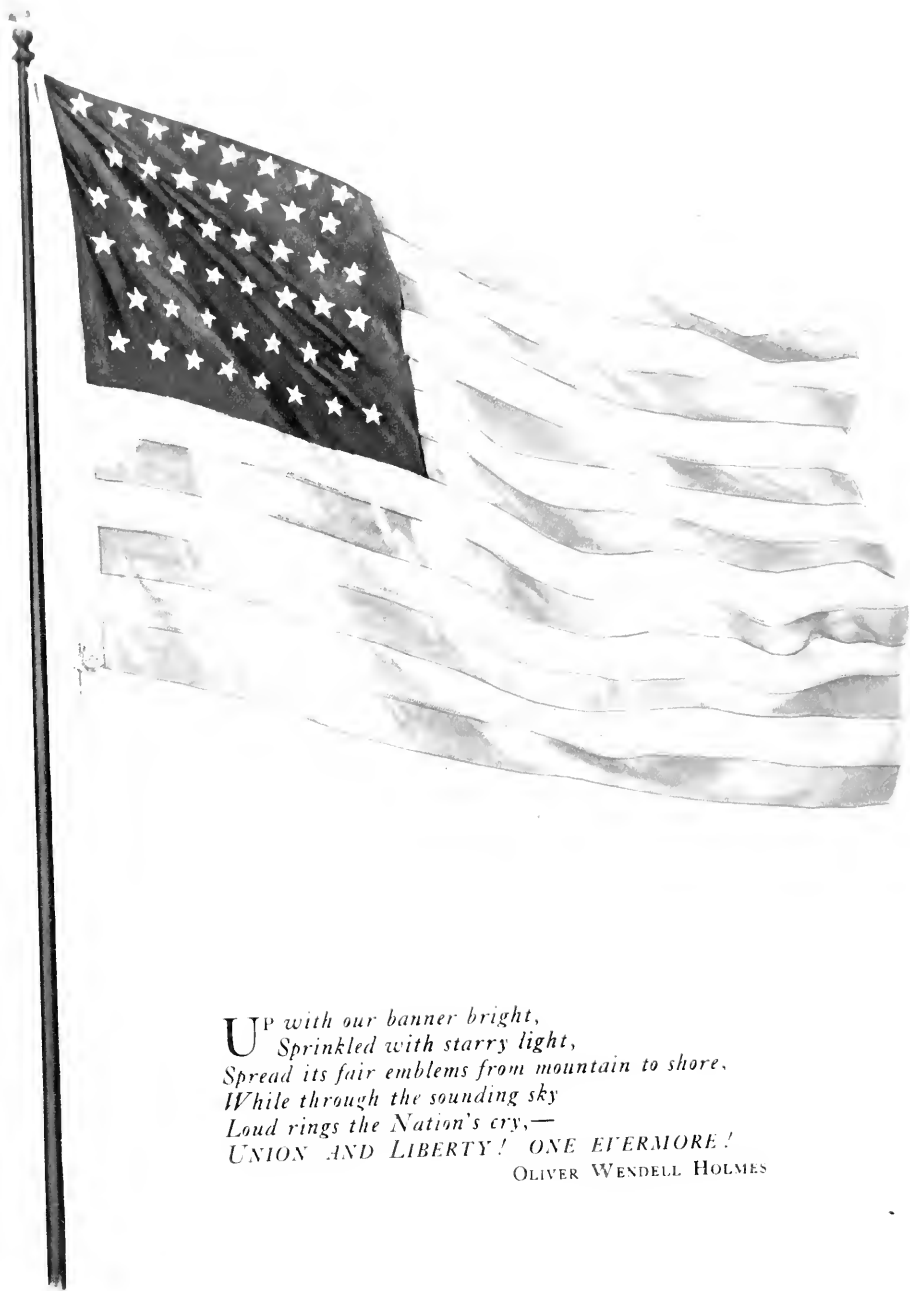 UP with our banner bright,
Sprinkled with starry light,
Spread its fair emblems from mountain to shore,
While through the sounding sky
Loud rings the Nation's cry,—
UNION AND LIBERTY! ONE EVERMORE!
OLIVER WENDELL HOLMES